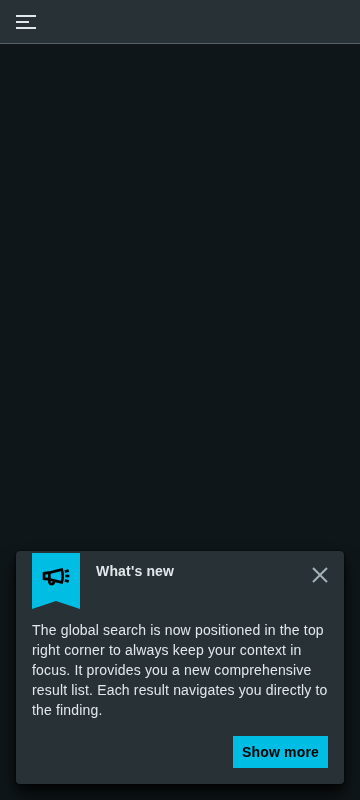 What's new
The global search is now positioned in the top
right corner to always keep your context in
focus. It provides you a new comprehensive
result list. Each result navigates you directly to
the finding.
Show more